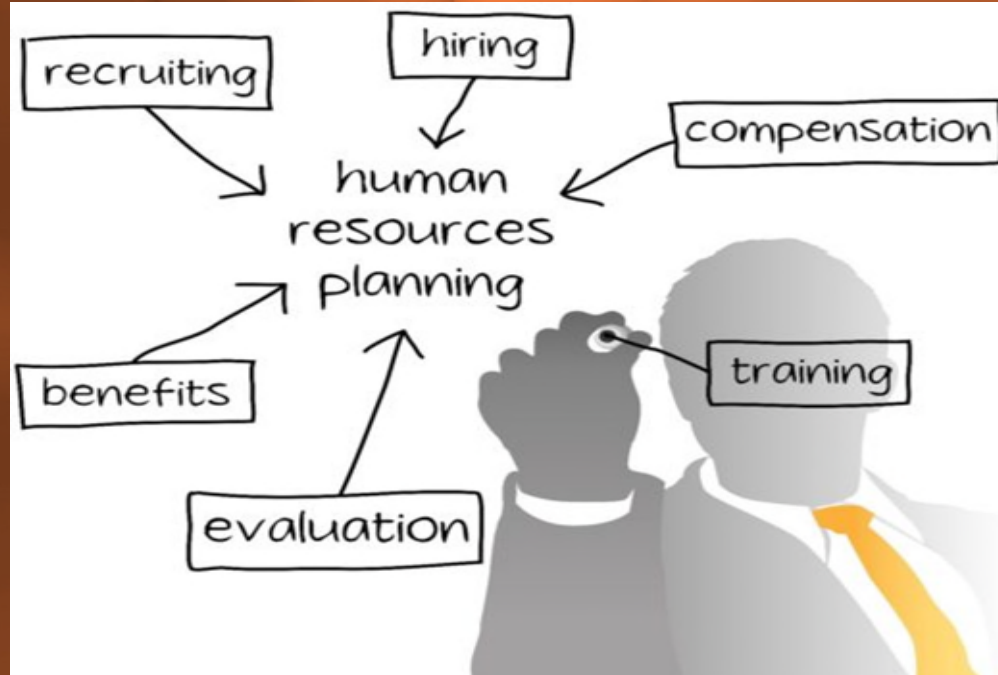 hiring
recruiting
compensation
human
resources
planning
benefits
training
evaluation